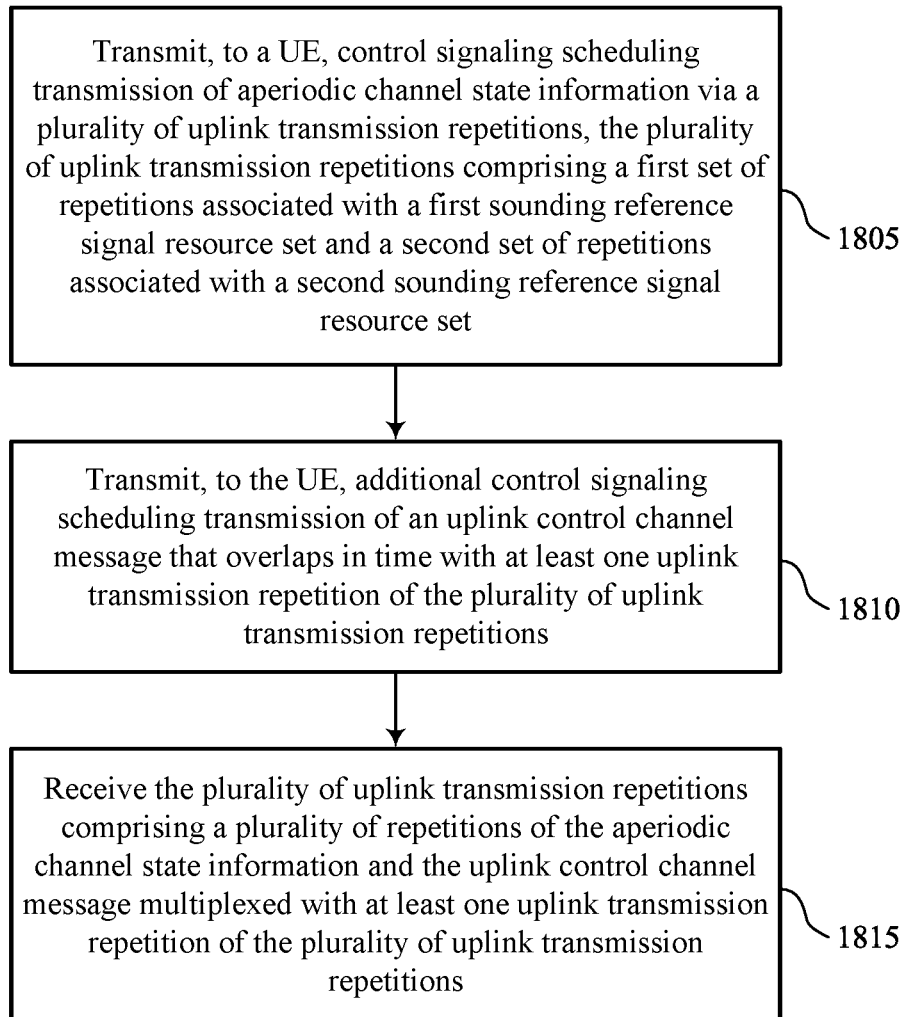 Transmit, to a UE, control signaling scheduling
transmission of aperiodic channel state information via a
plurality of uplink transmission repetitions, the plurality
of uplink transmission repetitions comprising a first set of
repetitions associated with a first sounding reference
signal resource set and a second set of repetitions
associated with a second sounding reference signal
resource set
1805
Transmit, to the UE, additional control signaling
scheduling transmission of an uplink control channel
message that overlaps in time with at least one uplink
transmission repetition of the plurality of uplink
transmission repetitions
1810
Receive the plurality of uplink transmission repetitions
comprising a plurality of repetitions of the aperiodic
channel state information and the uplink control channel
message multiplexed with at least one uplink transmission
repetition of the plurality of uplink transmission
repetitions
1815